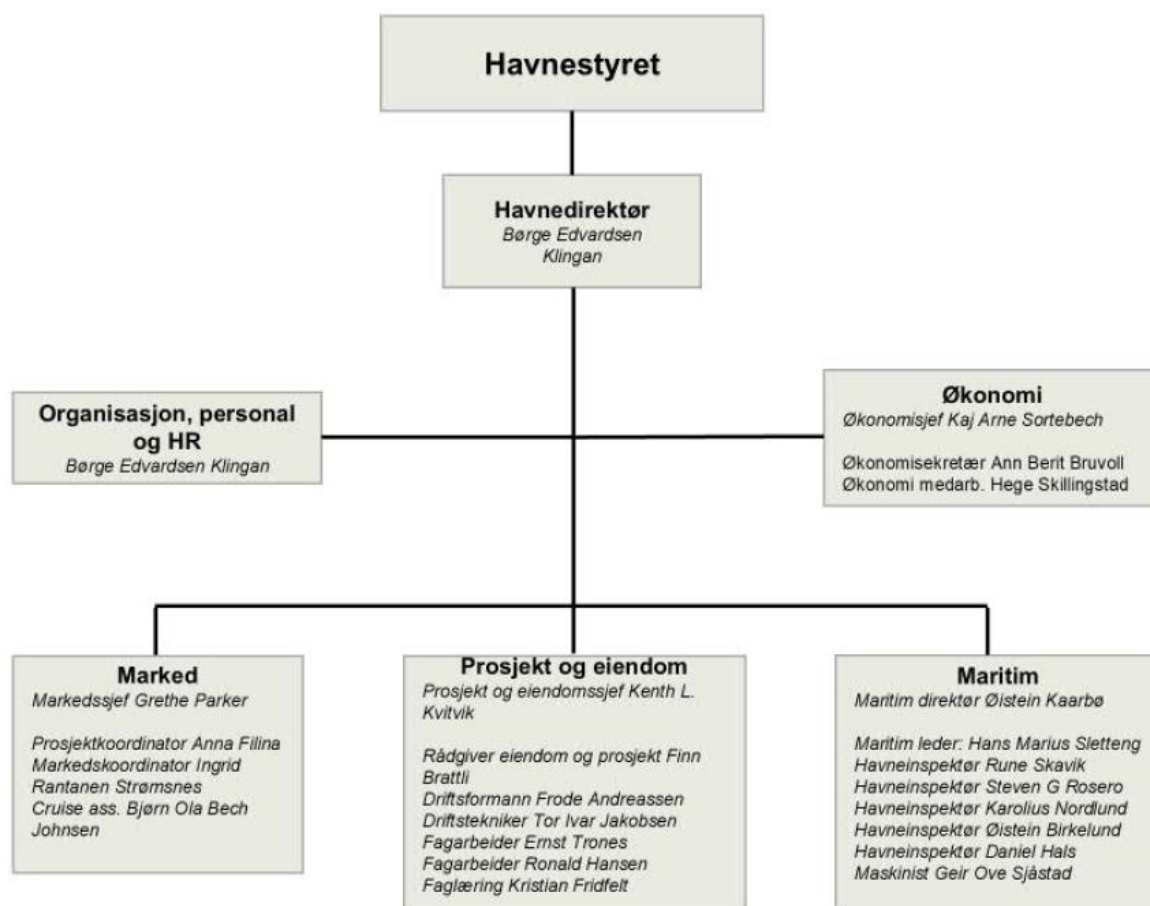 Havnestyret
Havnedirektør
Børge Edvardsen
Klingan
Organisasjon, personal
og HR
Børge Edvardsen Klingan
Økonomi
Økonomisjef Kaj Arne Sortebech
Økonomisekretær Ann Berit Bruvoll
Økonomi medarb. Hege Skillingstad
Marked
Markedssjef Grethe Parker
Prosjektkoordinator Anna Filina
Markedskoordinator Ingrid
Rantanen Strømsnes
Cruise ass. Bjørn Ola Bech
Johnsen
Prosjekt og eiendom
Prosjekt og eiendomssjef Kenth L.
Kvitvik
Rådgiver eiendom og prosjekt Finn
Brattli
Driftsformann Frode Andreassen
Driftstekniker Tor Ivar Jakobsen
Fagarbeider Ernst Trones
Fagarbeider Ronald Hansen
Faglæring Kristian Fridfelt
Maritim
Maritim direktør Øistein Kaarbø
Maritim leder: Hans Marius Sletteng
Havneinspektør Rune Skavik
Havneinspektør Steven G Rosero
Havneinspektør Karolius Nordlund
Havneinspektør Øistein Birkelund
Havneinspektør Daniel Hals
Maskinist Geir Ove Sjåstad